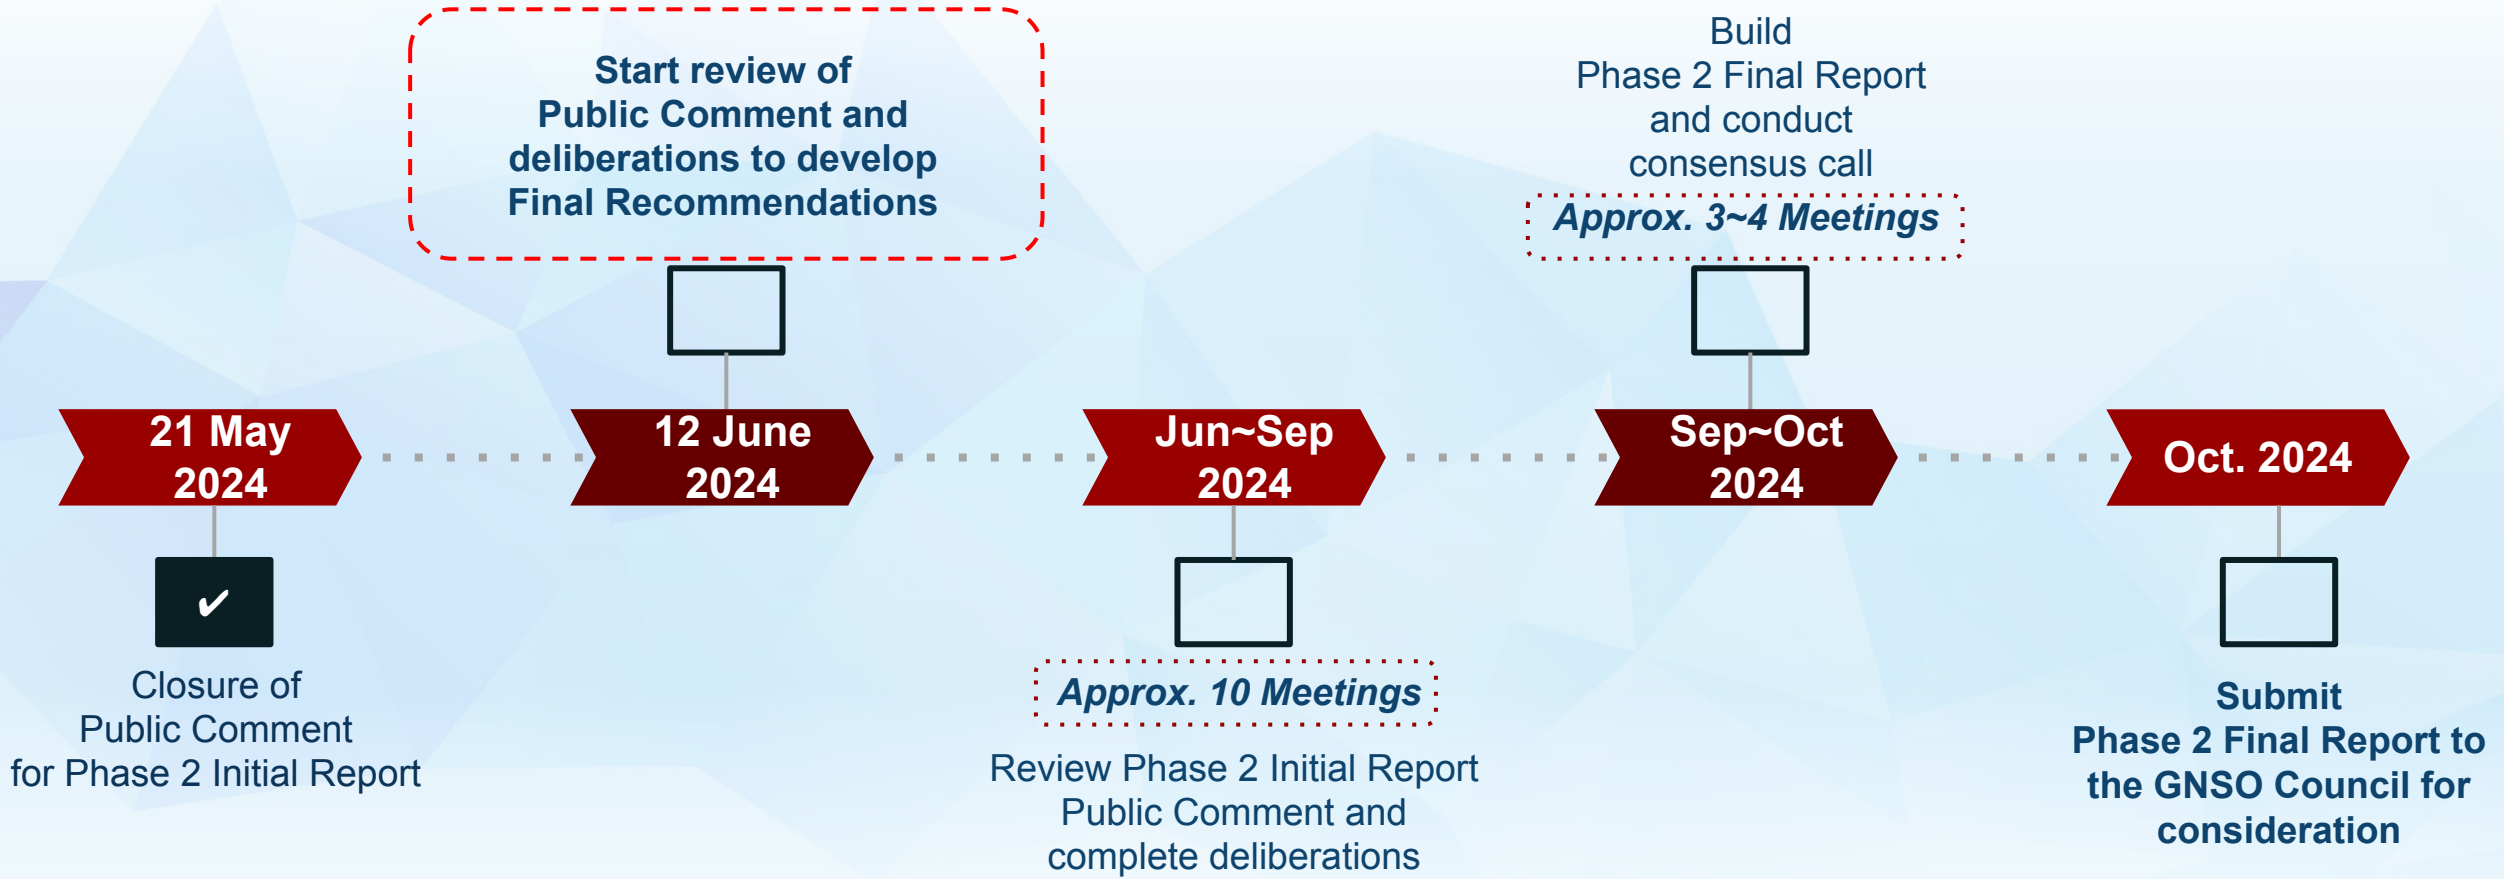 Start review of
Public Comment and
deliberations to develop
Final Recommendations
Build
Phase 2 Final Report
and conduct
consensus call
Approx. 3~4 Meetings
21 May
2024
12 June
2024
Jun~Sep
2024
Sep~Oct
2024
Oct. 2024
✔
Closure of
Public Comment
for Phase 2 Initial Report
Approx. 10 Meetings
Review Phase 2 Initial Report
Public Comment and
complete deliberations
Submit
Phase 2 Final Report to
the GNSO Council for
consideration